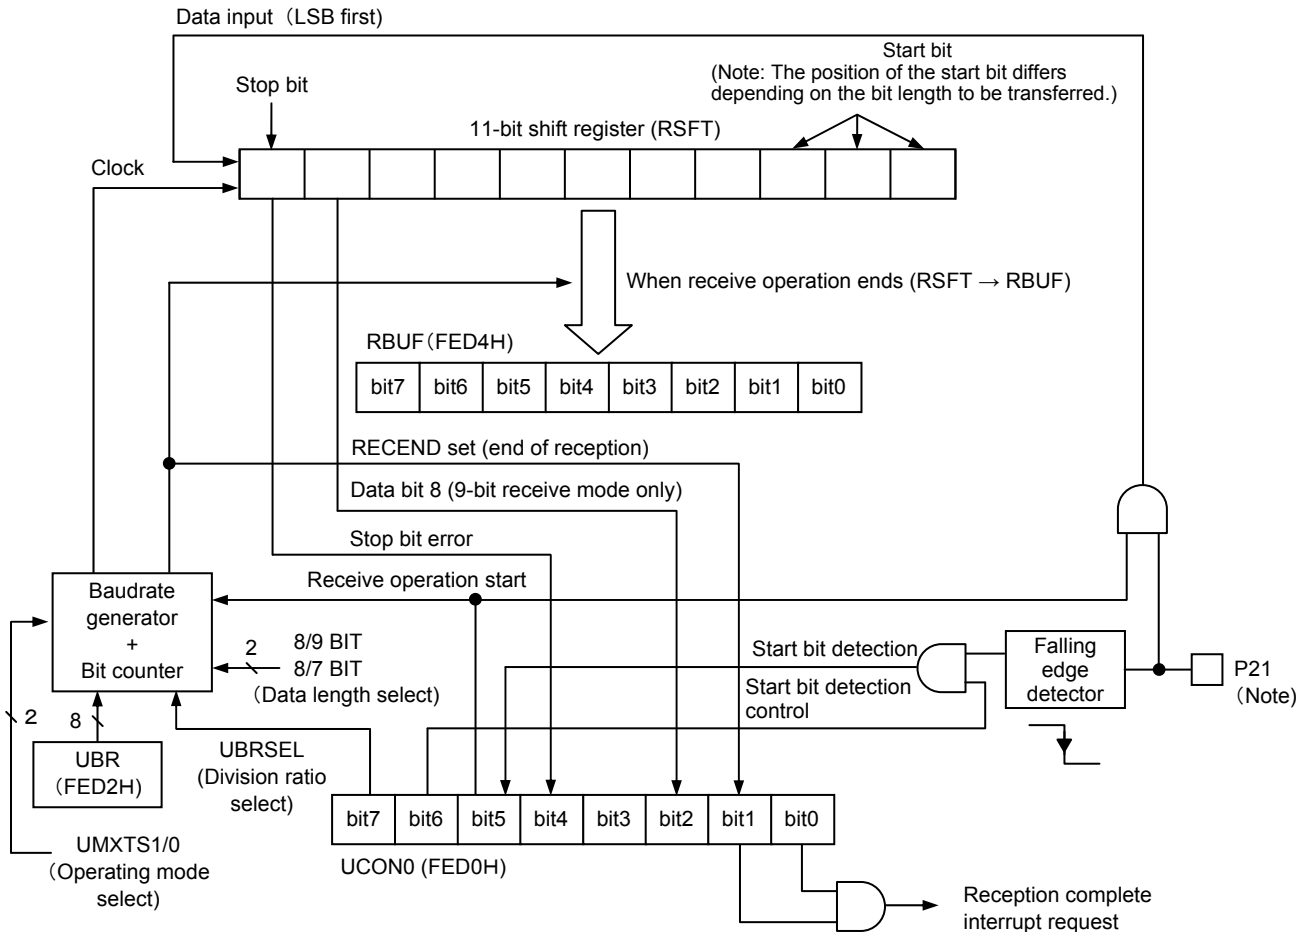 Data input（LSB first)
Start bit
(Note: The position of the start bit differs
depending on the bit length to be transferred.)
Stop bit
11-bit shift register (RSFT)
Clock
When receive operation ends (RSFT → RBUF)
RBUF（FED4H)
bit7 bit6 bit5 bit4 bit3 bit2 bit1 bit0
RECEND set (end of reception)
Data bit 8 (9-bit receive mode only)
Stop bit error
Receive operation start
Baudrate
generator
+
Bit counter
2
8/9 BIT
8/7 BIT
（Data length select)
Start bit detection
Start bit detection
control
Falling
edge
detector
P21
（Note)
2
8
UBR
（FED2H)
UBRSEL
(Division ratio
select)
bit7 bit6 bit5 bit4 bit3 bit2 bit1 bit0
UCON0 (FED0H)
UMXTS1/0
（Operating mode
select)
Reception complete
interrupt request